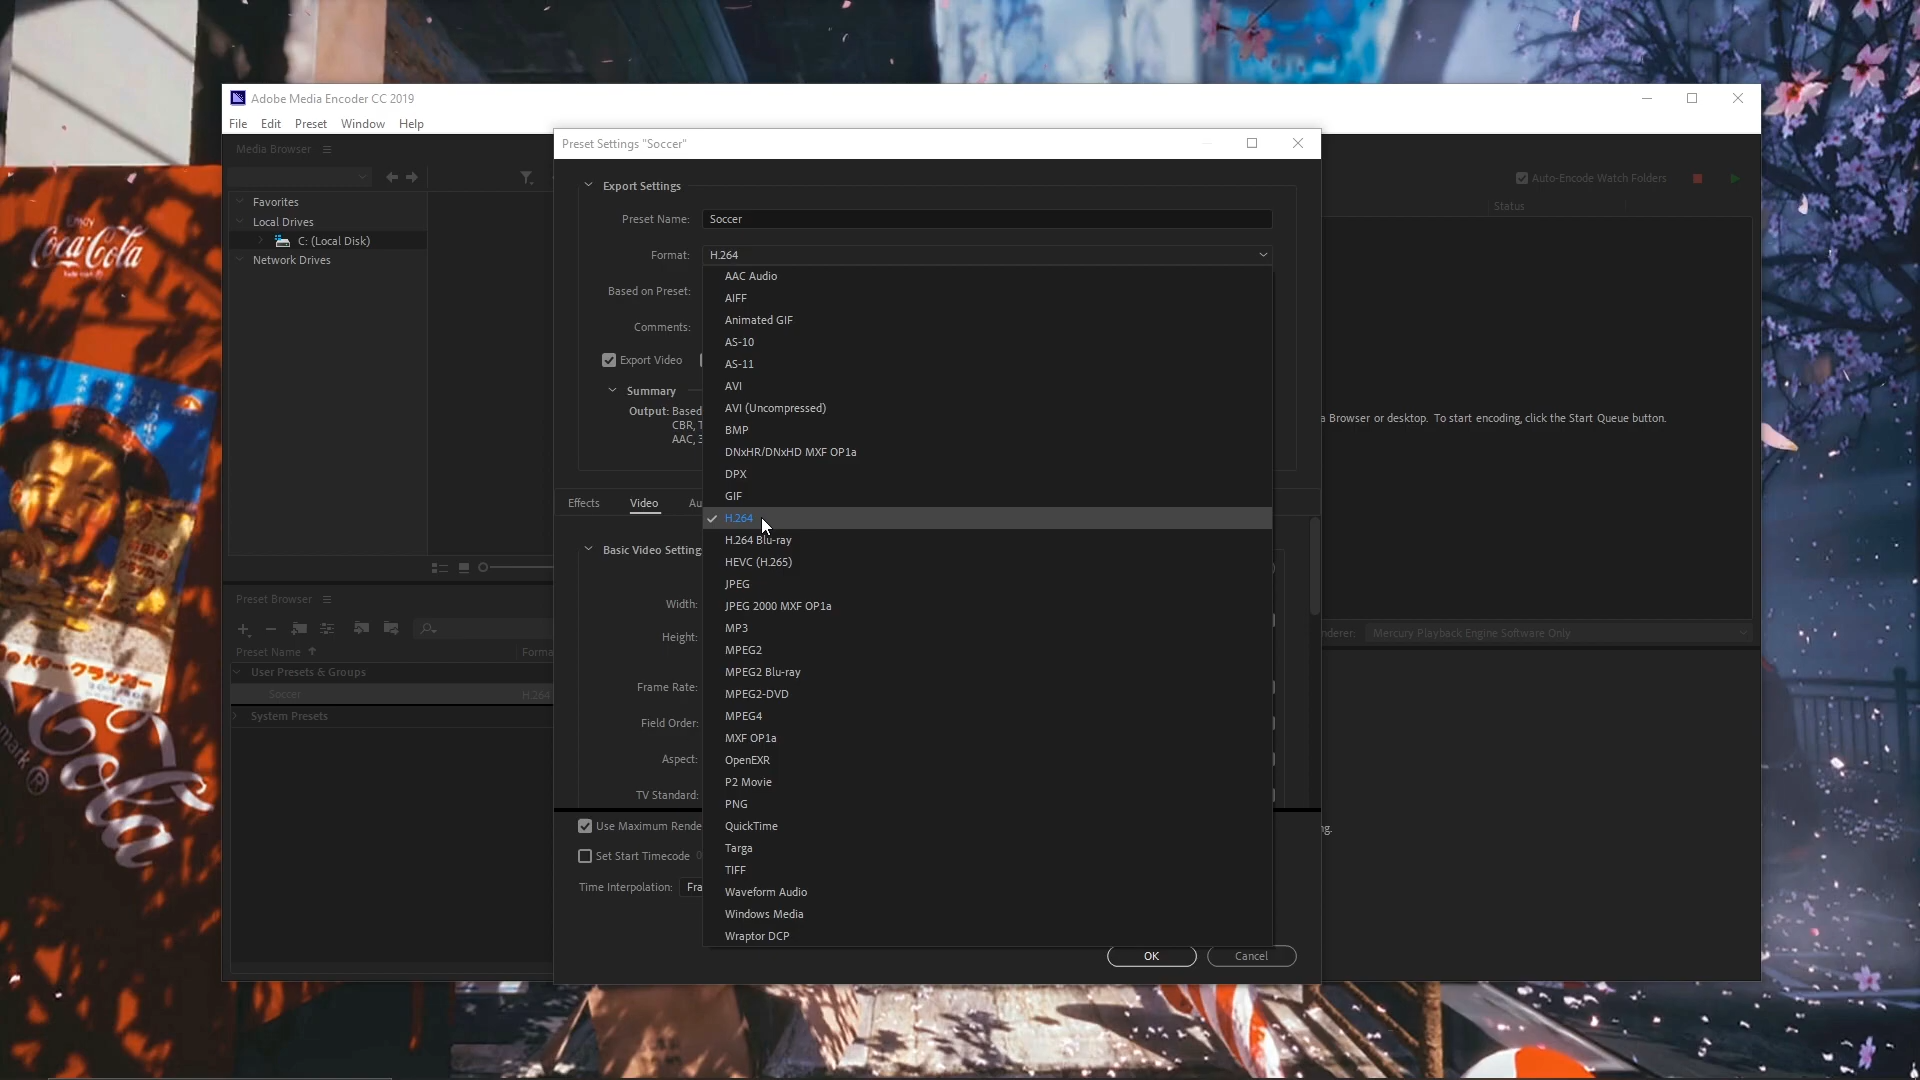 Adobe Media Encoder CC 2019
File Edit Preset Window Help
Media Browser
Favorites
Local Drives
C: (Local Disk)
Network Drives
Preset Browser
Preset Name
User Presets & Groups
Soccer H.264
System Presets
Preset Settings "Soccer"
Export Settings
Preset Name: Soccer
Format: H.264
Based on Preset:
Comments:
Export Video
Summary
Output: Based
CBR,
AAC,
Effects Video
Width:
Height:
Frame Rate:
Field Order:
Aspect:
TV Standard:
Set Start Timecode
Time Interpolation:
AAC Audio
AIFF
Animated GIF
AS-10
AS-11
AVI
AVI (Uncompressed)
BMP
DNxHR/DNxHD MXF OP1a
DPX
GIF
H.264
H.264 Blu-ray
HEVC (H.265)
JPEG
JPEG 2000 MXF OP1a
MP3
MPEG2
MPEG2 Blu-ray
MPEG2-DVD
MPEG4
MXF OP1a
OpenEXR
P2 Movie
PNG
QuickTime
Targa
TIFF
Waveform Audio
Windows Media
Wraptor DCP
OK Cancel
Auto-Encode Watch Folders
Status
Browser or desktop. To start encoding, click the Start Queue button.
Mercury Playback Engine Software Only
Enjoy
Coca-Cola